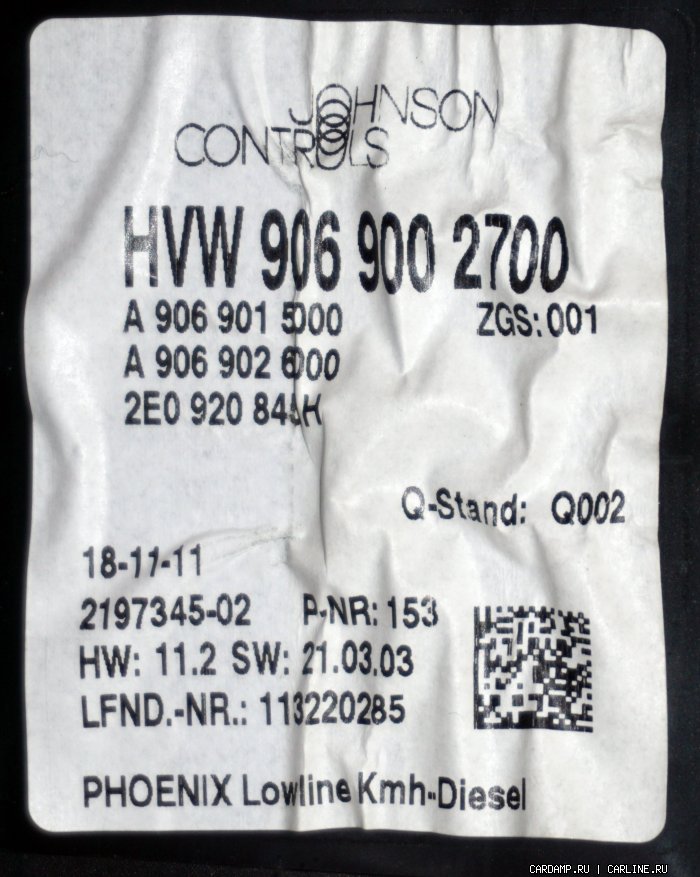 JOHNSON
CONTROLS
HVW 906 900 2700
A 906 901 5000 ZGS: 001
A 906 902 6000
2E0 920 845H
Q-Stand: Q002
18-11-11
2197345-02 P-NR: 153
HW: 11.2 SW: 21.03.03
LFND.-NR.: 113220285
PHOENIX Lowline Kmh-Diesel
CARDAMP.RU | CARLINE.RU